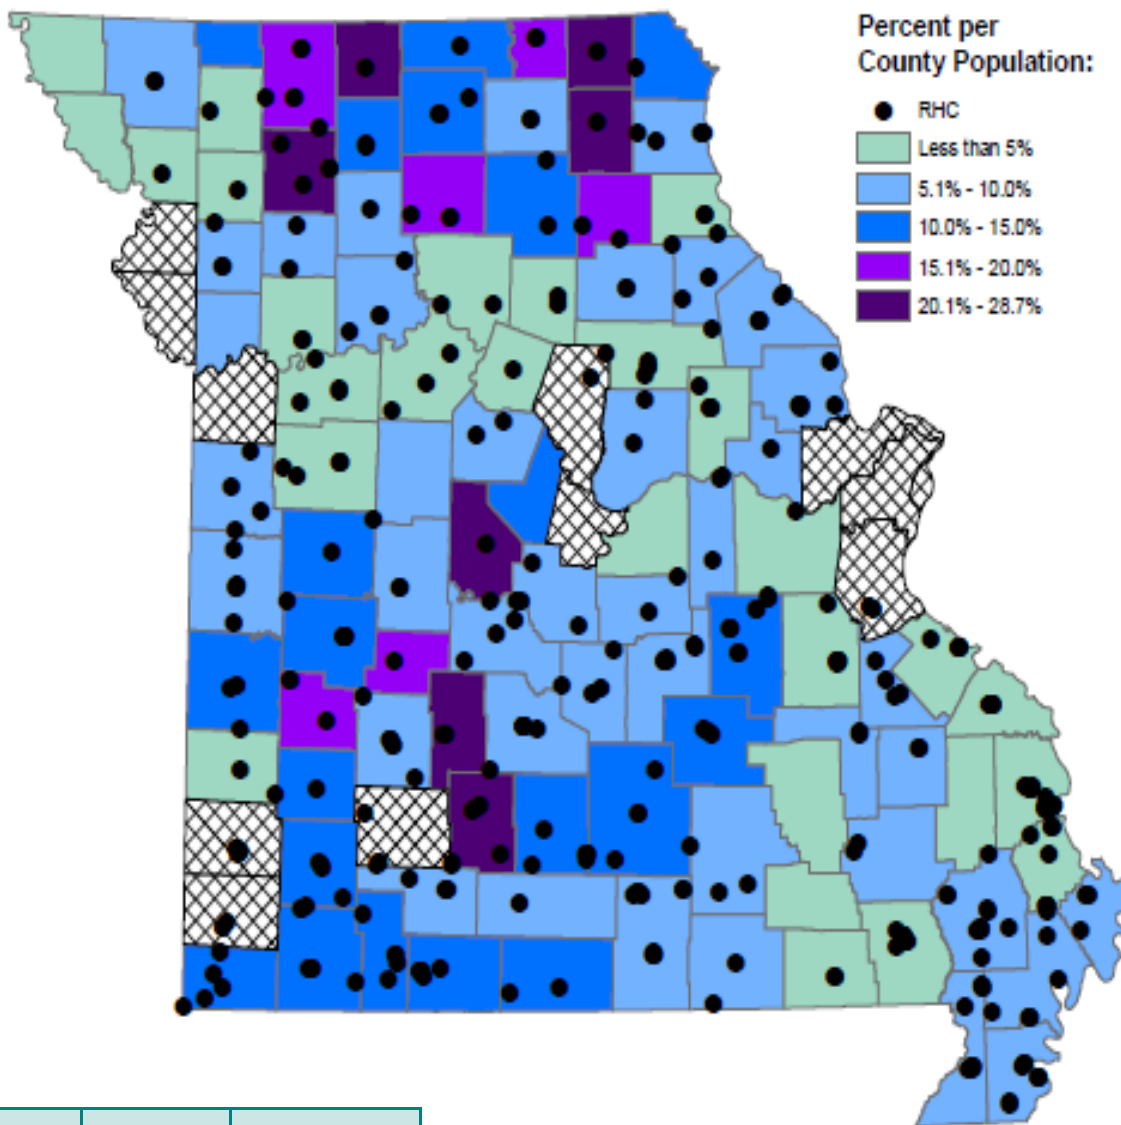 Percent per
County Population:
RHC
Less than 5%
5.1% - 10.0%
10.0% - 15.0%
15.1% - 20.0%
20.1% - 28.7%